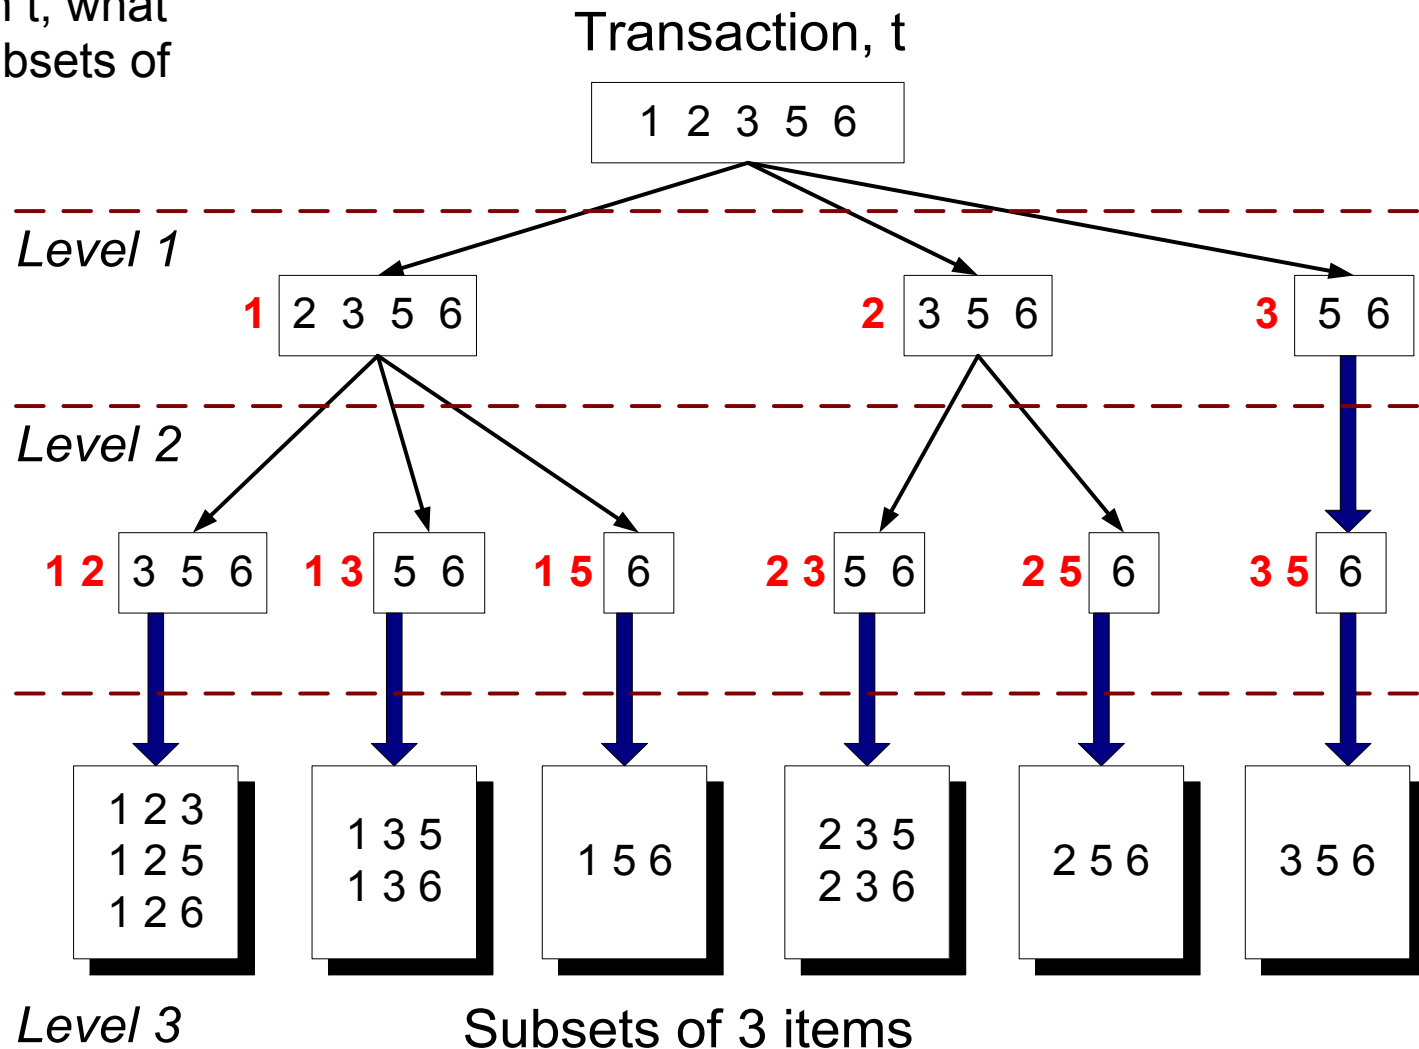 t, what
bsets of
Transaction, t
1 2 3 5 6
Level 1
1 2 3 5 6
2 3 5 6
3 5 6
Level 2
1 2 3 5 6
1 3 5 6
1 5 6
2 3 5 6
2 5 6
3 5 6
1 2 3
1 2 5
1 2 6
1 3 5
1 3 6
1 5 6
2 3 5
2 3 6
2 5 6
3 5 6
Level 3
Subsets of 3 items